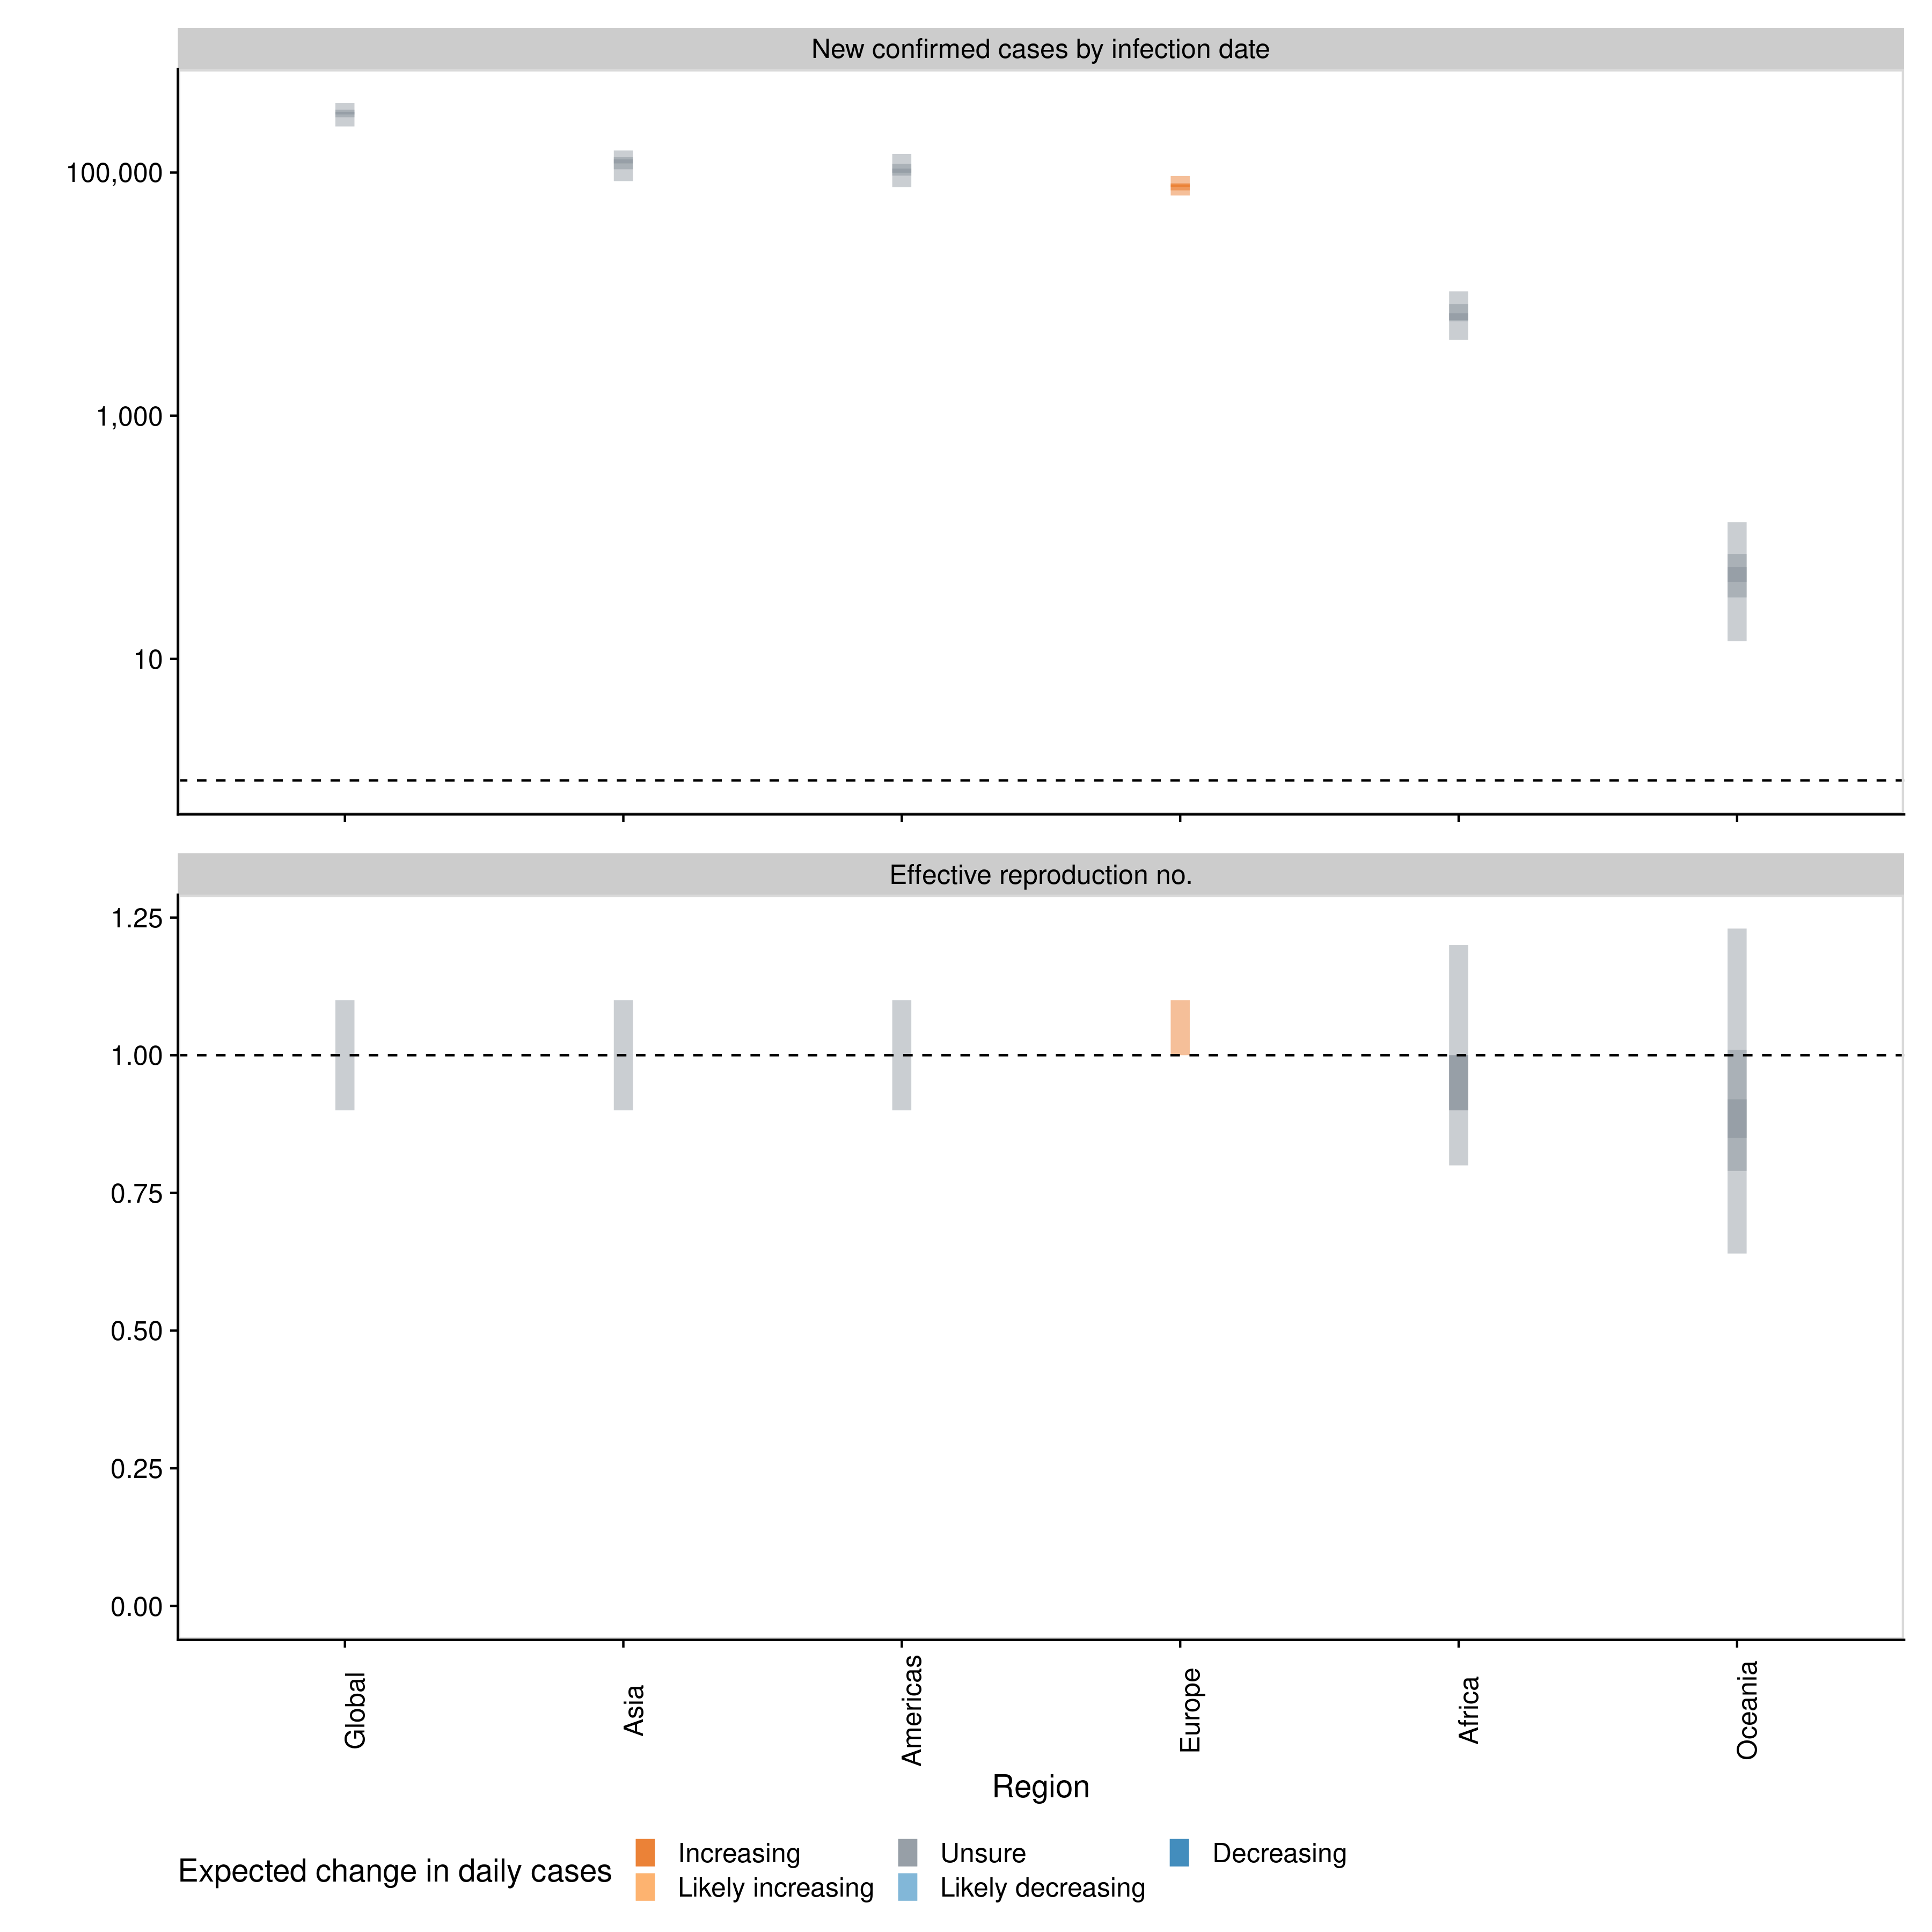 New confirmed cases by infection date
100,000
1,000
10
Effective reproduction no.
1.25
1.00
0.75
0.50
0.25
0.00
Global
Asia
Americas
Europe
Africa
Oceania
Region
Expected change in daily cases
Increasing
Unsure
Decreasing
Likely increasing
Likely decreasing